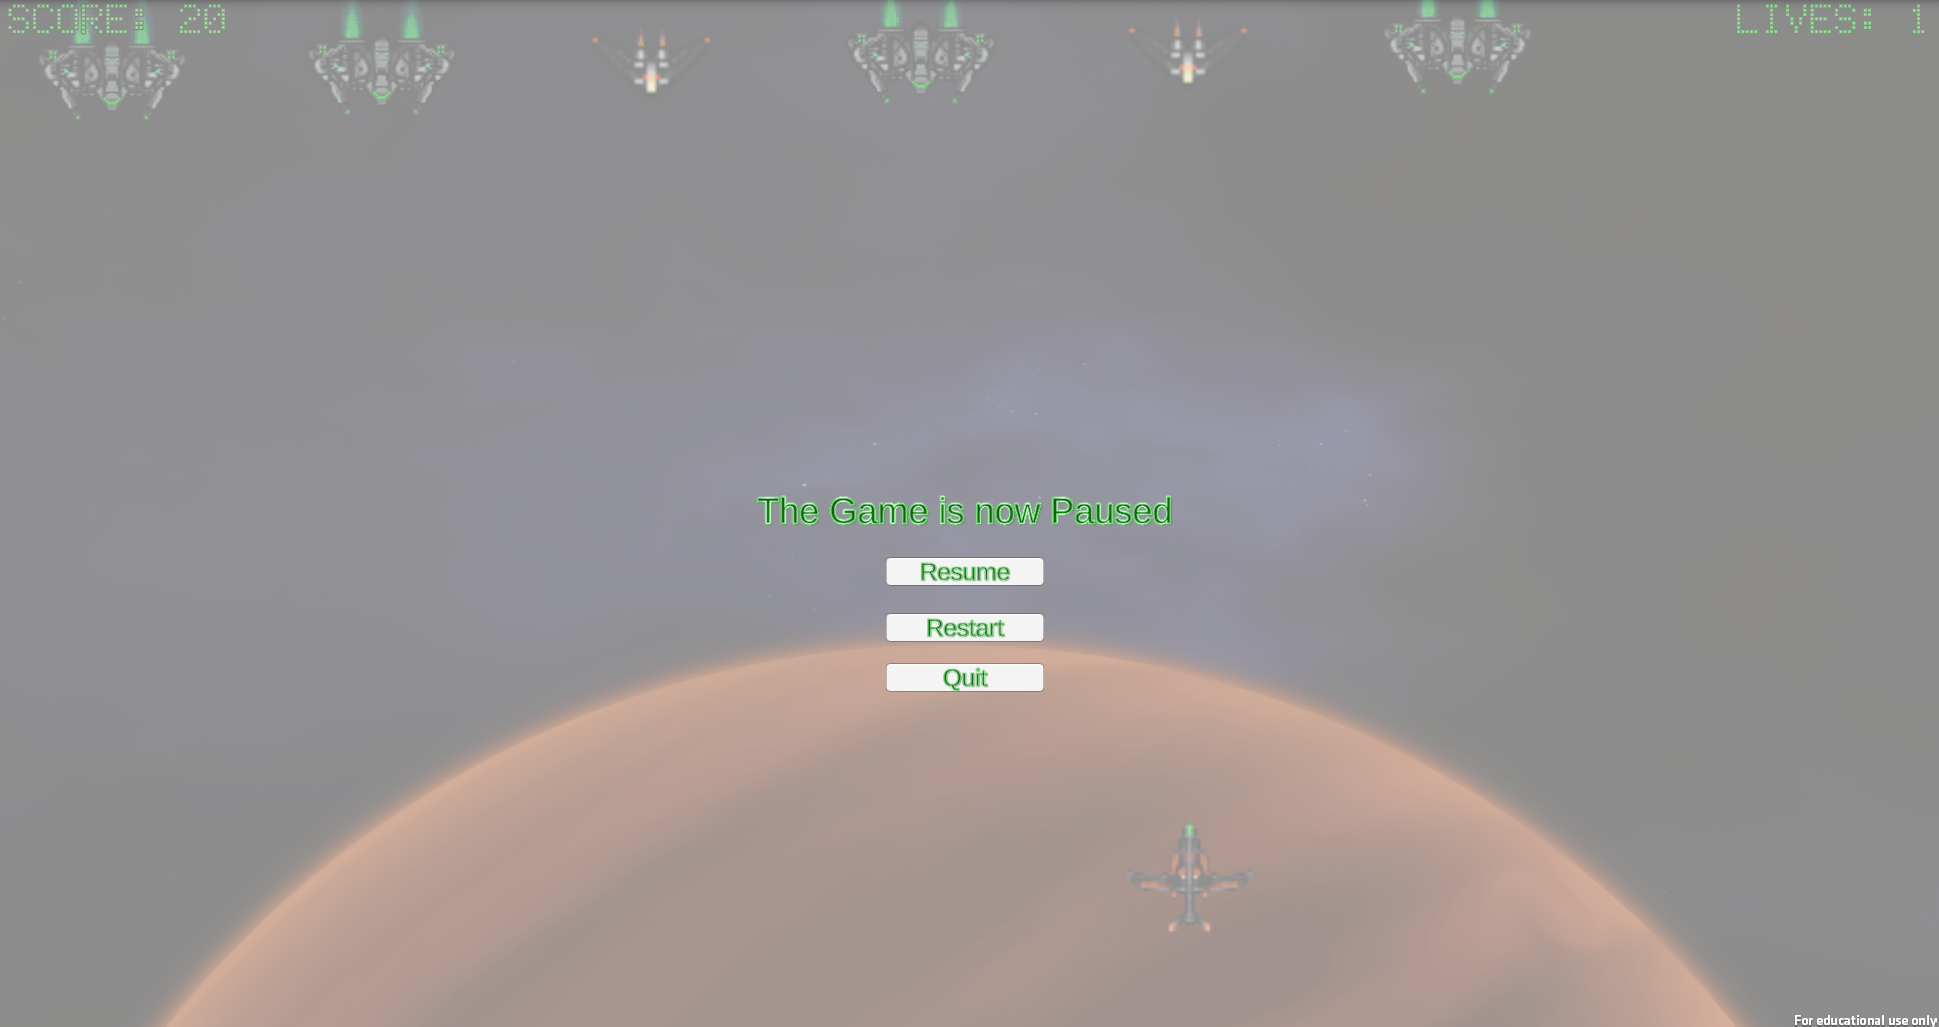 SCORE: 20
LIVES: 1
The Game is now Paused
Resume
Restart
Quit
For educational use only